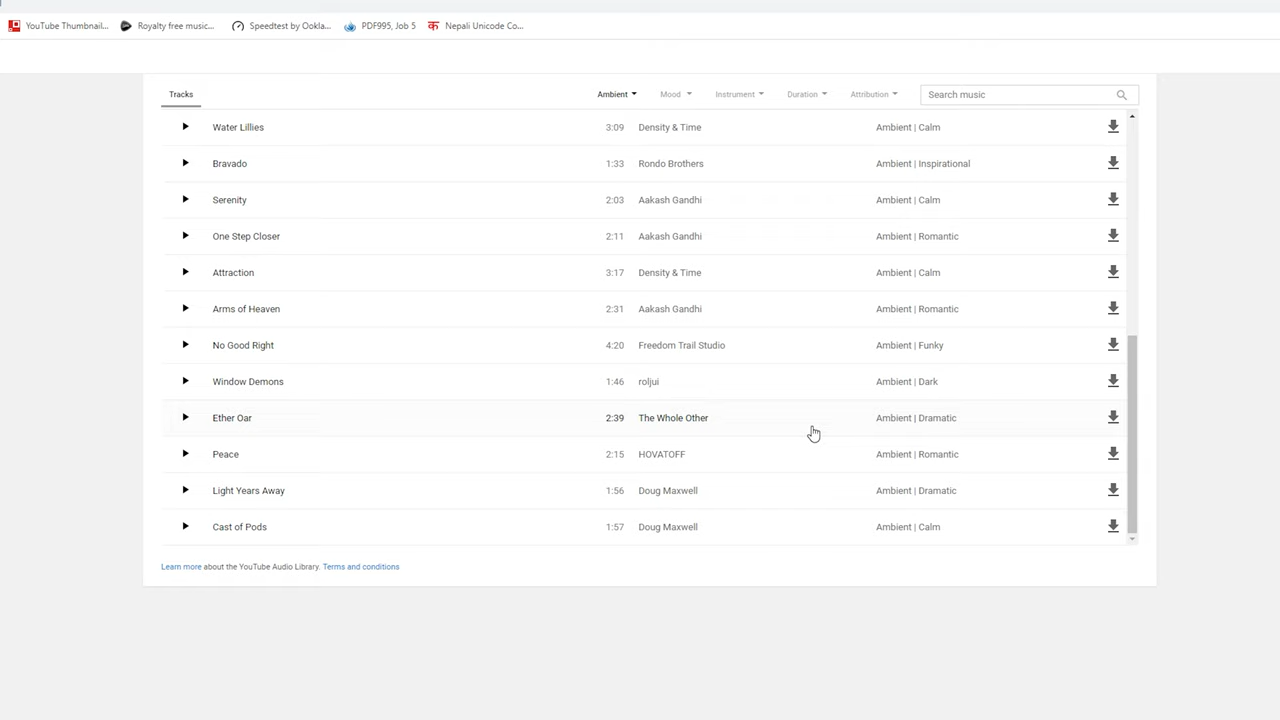 YouTube Thumbnail... Royalty free music... Speedtest by Ookla... PDF995, Job 5 Nepali Unicode Co...
Tracks Ambient Mood Instrument Duration Attribution Search music
Water Lillies 3:09 Density & Time Ambient | Calm
Bravado 1:33 Rondo Brothers Ambient | Inspirational
Serenity 2:03 Aakash Gandhi Ambient | Calm
One Step Closer 2:11 Aakash Gandhi Ambient | Romantic
Attraction 3:17 Density & Time Ambient | Calm
Arms of Heaven 2:31 Aakash Gandhi Ambient | Romantic
No Good Right 4:20 Freedom Trail Studio Ambient | Funky
Window Demons 1:46 roljui Ambient | Dark
Ether Oar 2:39 The Whole Other Ambient | Dramatic
Peace 2:15 HOVATOFF Ambient | Romantic
Light Years Away 1:56 Doug Maxwell Ambient | Dramatic
Cast of Pods 1:57 Doug Maxwell Ambient | Calm
Learn more about the YouTube Audio Library. Terms and conditions